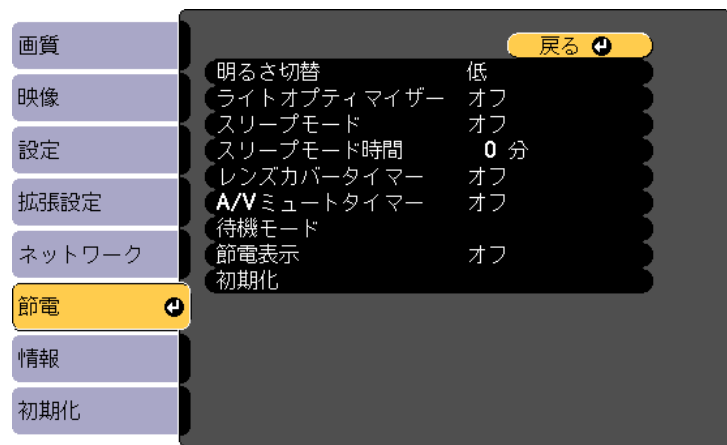 画質
映像
設定
拡張設定
ネットワーク
節電
情報
初期化
戻る
明るさ切替 低
ライトオプティマイザー オフ
スリープモード オフ
スリープモード時間 0 分
レンズカバータイマー オフ
A/Vミュートタイマー オフ
待機モード
節電表示 オフ
初期化